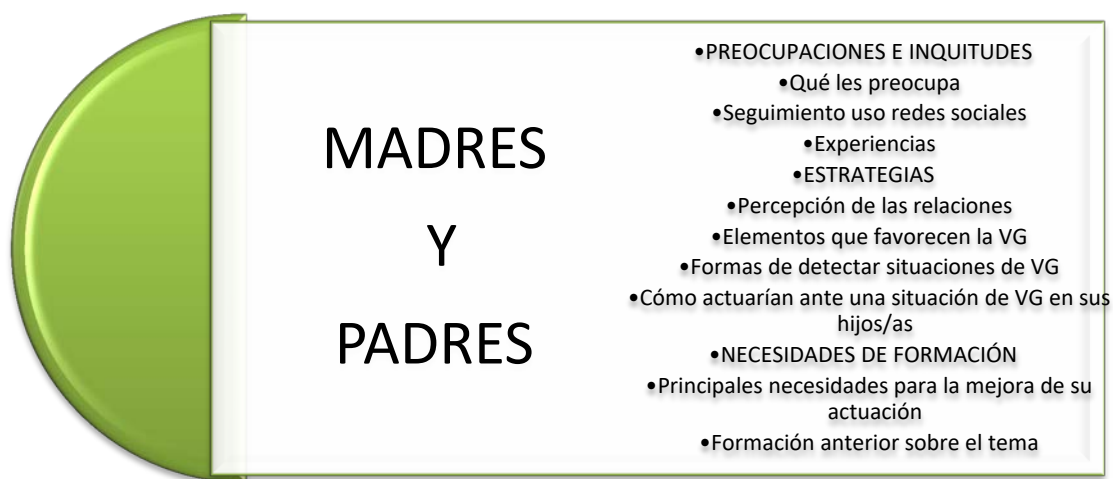 MADRES
Y
PADRES
•PREOCUPACIONES E INQUITUDES
•Qué les preocupa
•Seguimiento uso redes sociales
•Experiencias
•ESTRATEGIAS
•Percepción de las relaciones
•Elementos que favorecen la VG
•Formas de detectar situaciones de VG
•Cómo actuarían ante una situación de VG en sus
hijos/as
•NECESIDADES DE FORMACIÓN
•Principales necesidades para la mejora de su
actuación
•Formación anterior sobre el tema